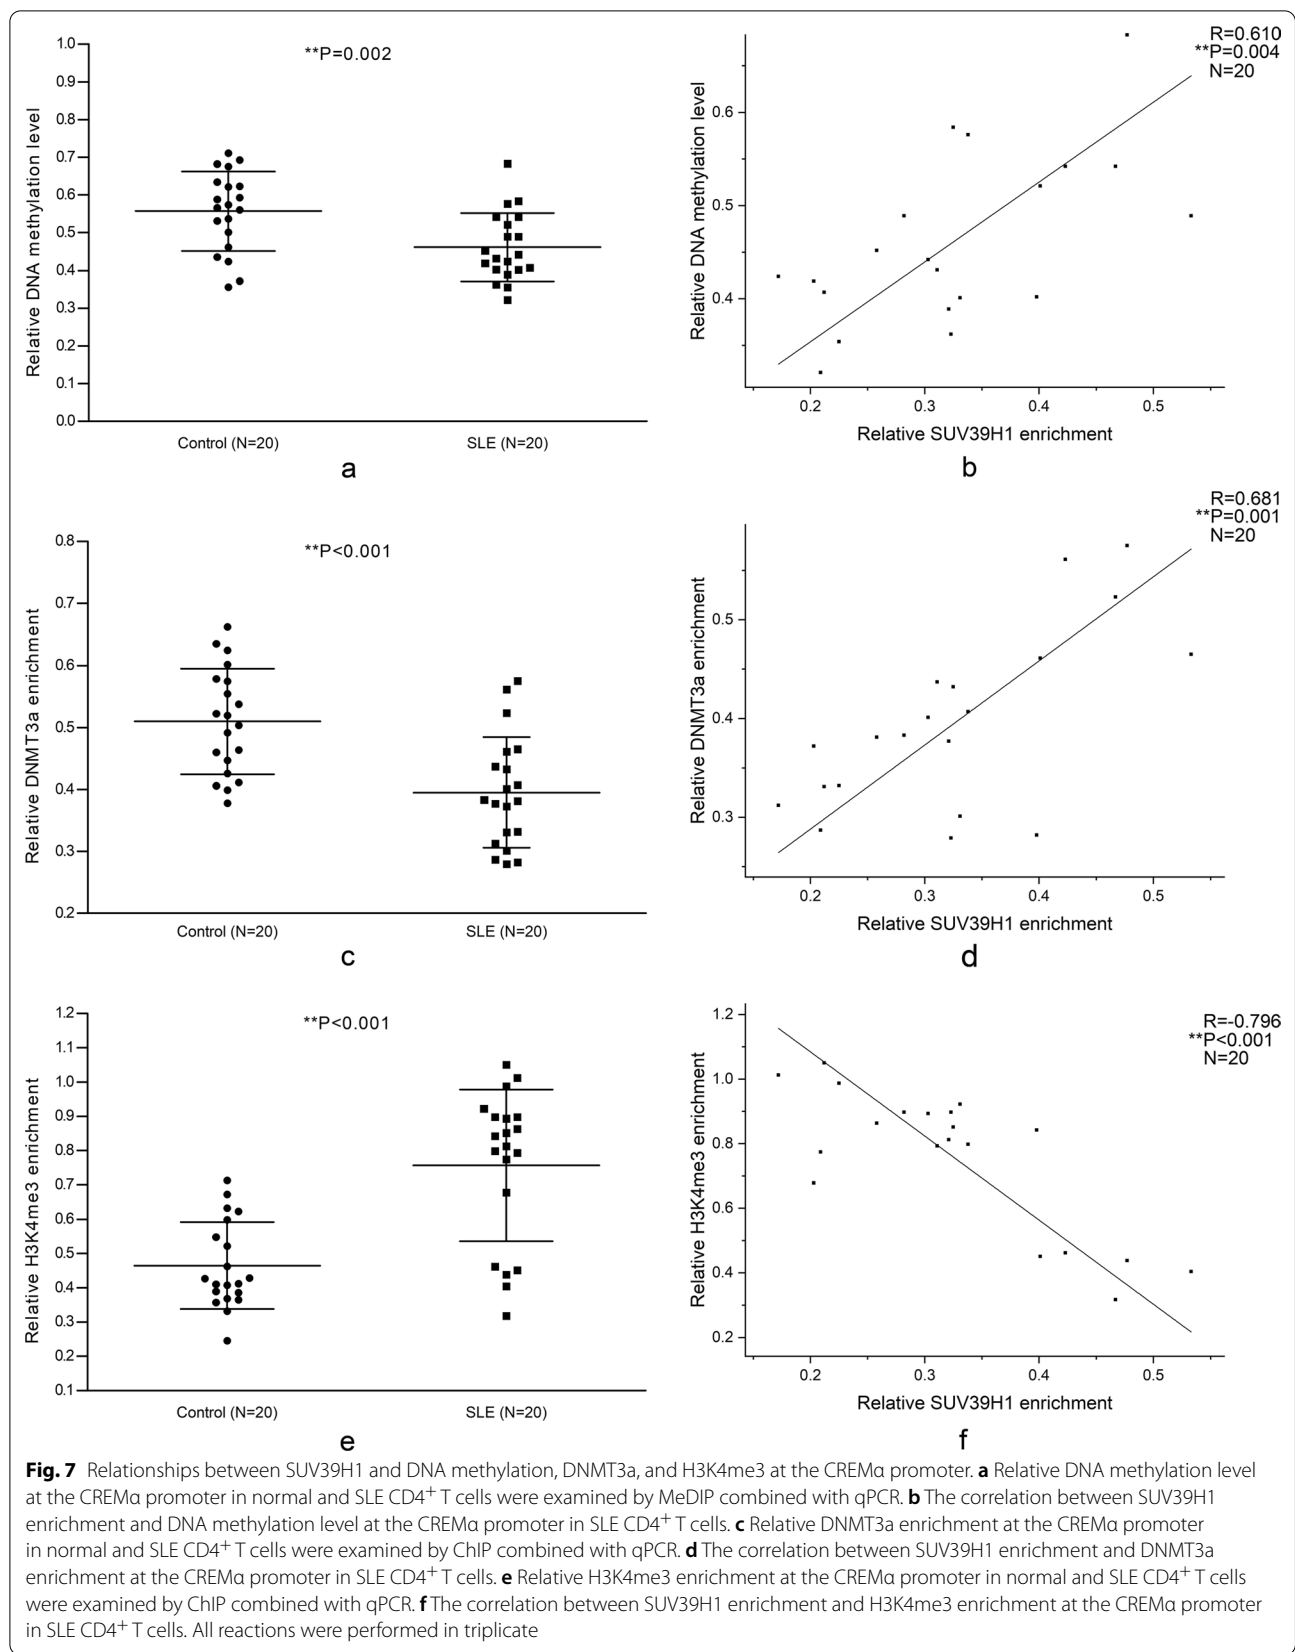 1.0
0.9
0.8
0.7
0.6
0.5
0.4
0.3
0.2
0.1
0.0
Relative DNA methylation level
**P=0.002
Control (N=20)
SLE (N=20)
a
R=0.610
**P=0.004
N=20
0.6
0.5
0.4
Relative DNA methylation level
0.2
0.3
0.4
0.5
Relative SUV39H1 enrichment
b
0.8
0.7
0.6
0.5
0.4
0.3
0.2
Relative DNMT3a enrichment
**P<0.001
Control (N=20)
SLE (N=20)
c
R=0.681
**P=0.001
N=20
0.5
0.4
0.3
Relative DNMT3a enrichment
0.2
0.3
0.4
0.5
Relative SUV39H1 enrichment
d
1.2
1.1
1.0
0.9
0.8
0.7
0.6
0.5
0.4
0.3
0.2
0.1
Relative H3K4me3 enrichment
**P<0.001
Control (N=20)
SLE (N=20)
e
R=-0.796
**P<0.001
N=20
1.2
1.0
0.8
0.6
0.4
0.2
Relative H3K4me3 enrichment
0.2
0.3
0.4
0.5
Relative SUV39H1 enrichment
f
Fig. 7 Relationships between SUV39H1 and DNA methylation, DNMT3a, and H3K4me3 at the CREMα promoter. a Relative DNA methylation level
at the CREMα promoter in normal and SLE CD4+ T cells were examined by MeDIP combined with qPCR. b The correlation between SUV39H1
enrichment and DNA methylation level at the CREMα promoter in SLE CD4+ T cells. c Relative DNMT3a enrichment at the CREMα promoter
in normal and SLE CD4+ T cells were examined by ChIP combined with qPCR. d The correlation between SUV39H1 enrichment and DNMT3a
enrichment at the CREMα promoter in SLE CD4+ T cells. e Relative H3K4me3 enrichment at the CREMα promoter in normal and SLE CD4+ T cells
were examined by ChIP combined with qPCR. f The correlation between SUV39H1 enrichment and H3K4me3 enrichment at the CREMα promoter
in SLE CD4+ T cells. All reactions were performed in triplicate